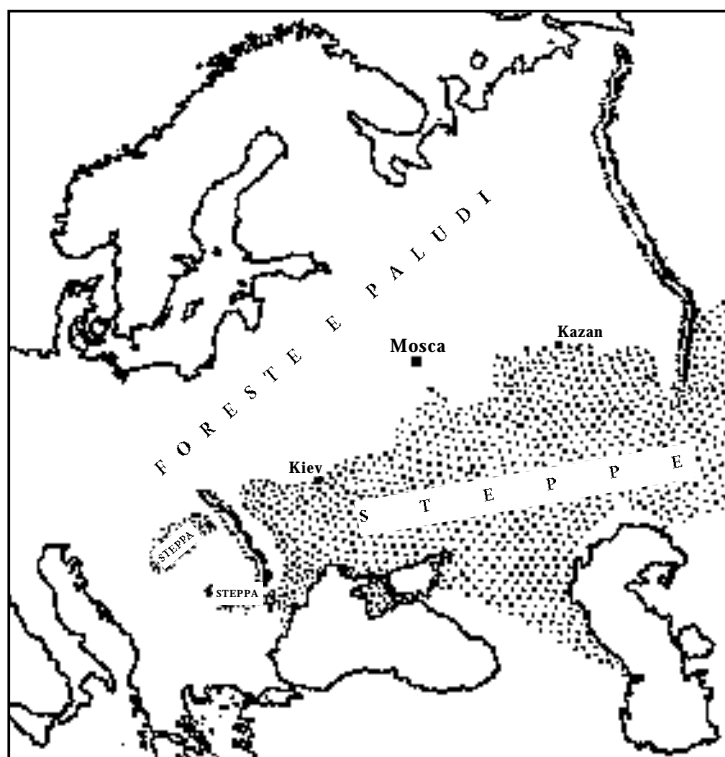 FORESTE E PALUDI
Kazan
Mosca
Kiev
STEPPE
STEPPA
STEPPA